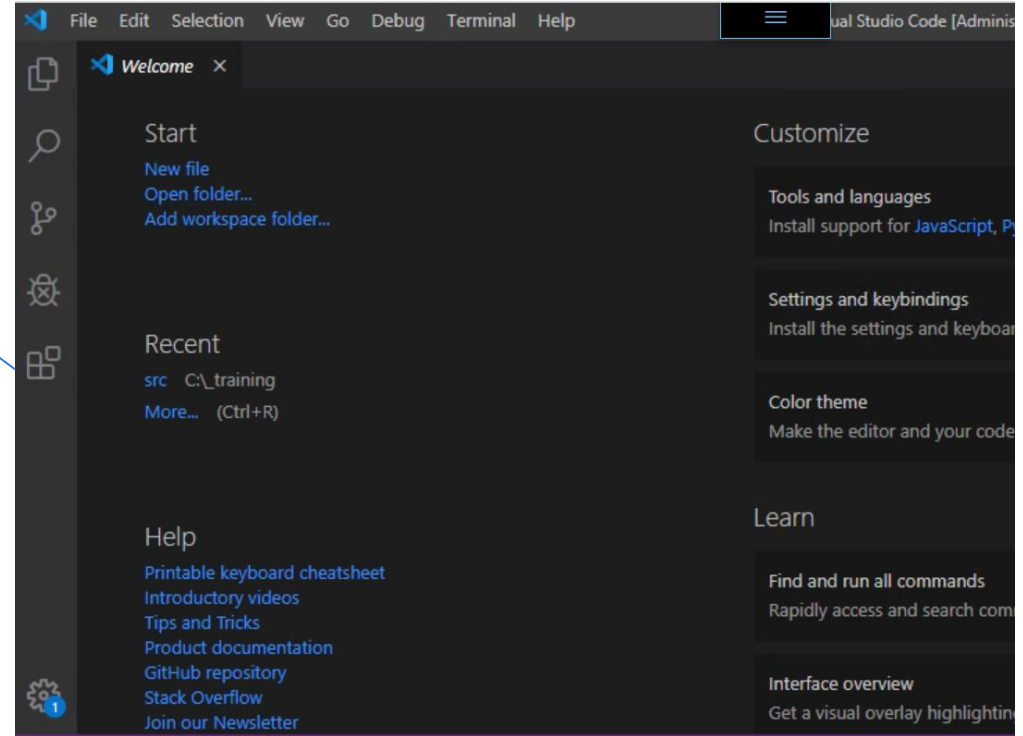 File Edit Selection View Go Debug Terminal Help
ual Studio Code [Adminis
Welcome
Start
New file
Open folder...
Add workspace folder...
Recent
src C:\_training
More... (Ctrl+R)
Help
Printable keyboard cheatsheet
Introductory videos
Tips and Tricks
Product documentation
GitHub repository
Stack Overflow
Join our Newsletter
Customize
Tools and languages
Install support for JavaScript, Py
Settings and keybindings
Install the settings and keyboar
Color theme
Make the editor and your code
Learn
Find and run all commands
Rapidly access and search com
Interface overview
Get a visual overlay highlighting
1